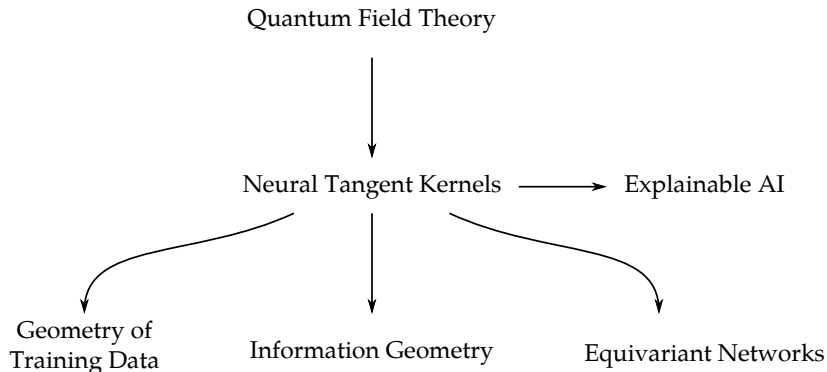 Quantum Field Theory
Neural Tangent Kernels
Explainable AI
Geometry of
Training Data
Information Geometry
Equivariant Networks